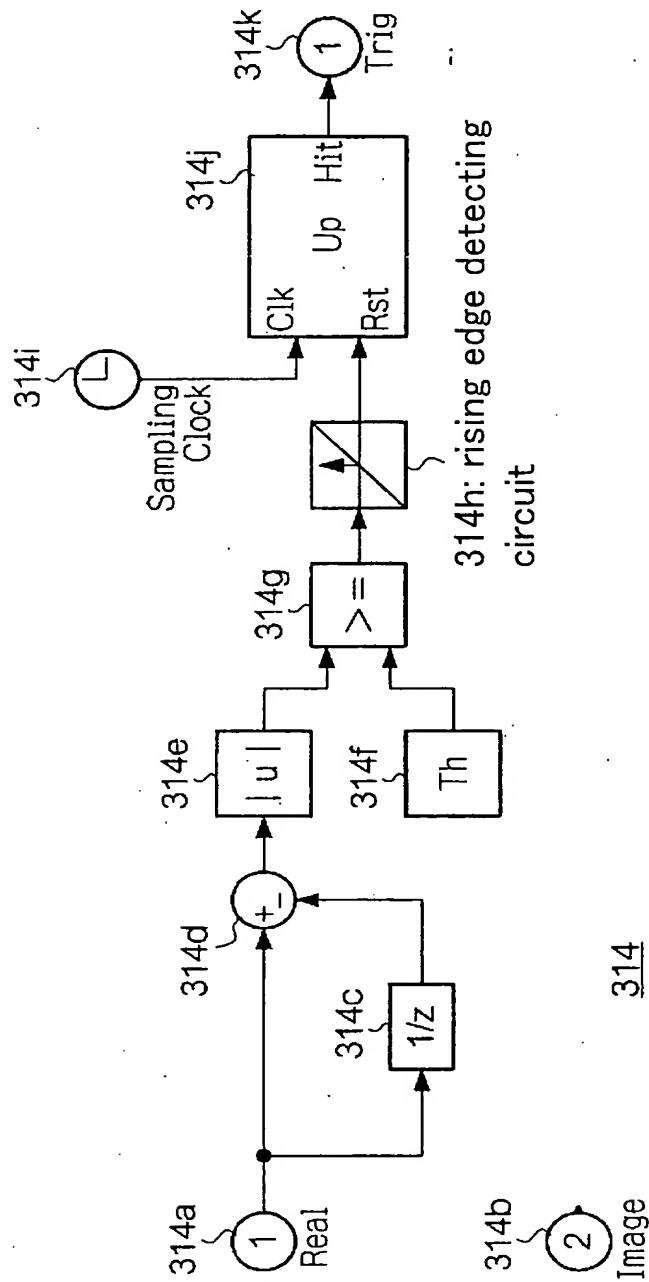 314a
1
Real
314b
2
Image
314c
1/z
314d
+
−
314e
|u|
314f
Th
314g
>=
314h: rising edge detecting
circuit
314i
Sampling
Clock
314j
Clk
Rst
Up
Hit
314k
1
Trig
314